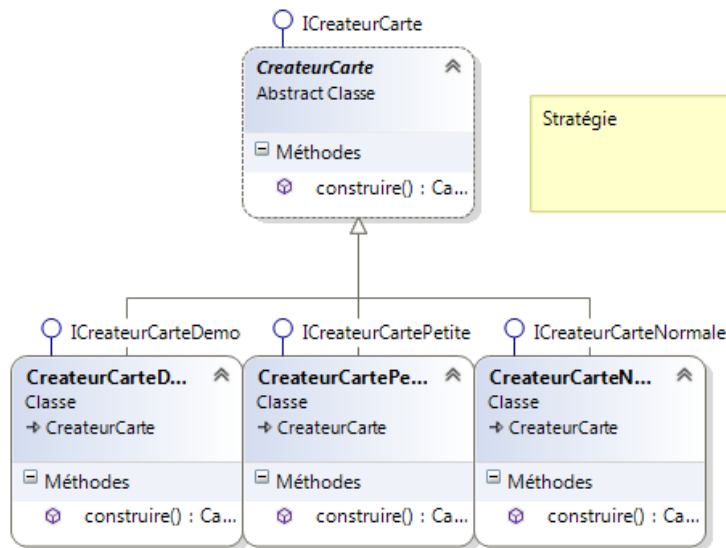 ICreateurCarte
CreateurCarte
Abstract Classe
Méthodes
construire() : Ca...
Stratégie
ICreateurCarteDemo
CreateurCarteD...
Classe
CreateurCarte
Méthodes
construire() : Ca...
ICreateurCartePetite
CreateurCartePe...
Classe
CreateurCarte
Méthodes
construire() : Ca...
ICreateurCarteNormale
CreateurCarteN...
Classe
CreateurCarte
Méthodes
construire() : Ca...